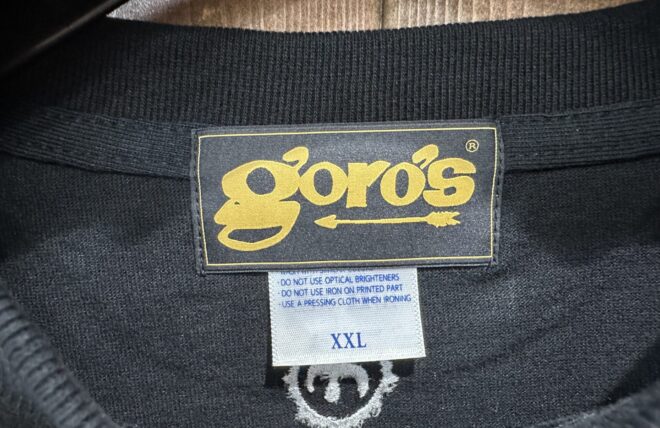 goro's ®
· DO NOT USE OPTICAL BRIGHTENERS
· DO NOT USE IRON ON PRINTED PART
· USE A PRESSING CLOTH WHEN IRONING
XXL